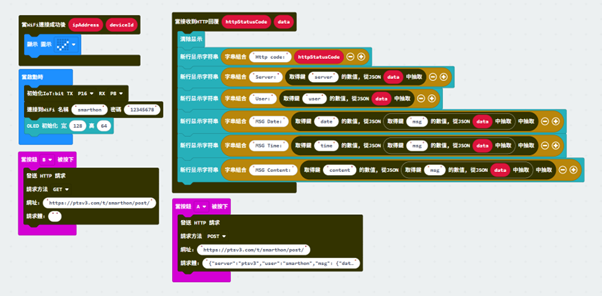 當WiFi連接成功後 ipAddress deviceId
顯示 圖示
當啟動時
初始化IoT:bit TX P16 RX P8
連接到WiFi 名稱 smarthon 密碼 12345678
OLED 初始化 寬 128 高 64
當按鈕 B 被按下
發送 HTTP 請求
請求方法 GET
網址: https://ptsv3.com/t/smarthon/post/
請求體:
當接收到HTTP回覆 httpStatusCode data
清除显示
新行显示字符串 字串組合 Http code: httpStatusCode
新行显示字符串 字串組合 Server: 取得鍵 server 的數值, 從JSON data 中抽取
新行显示字符串 字串組合 User: 取得鍵 user 的數值, 從JSON data 中抽取
新行显示字符串 字串組合 MSG Date: 取得鍵 date 的數值, 從JSON 取得鍵 msg 的數值, 從JSON data 中抽取 中抽取
新行显示字符串 字串組合 MSG Time: 取得鍵 time 的數值, 從JSON 取得鍵 msg 的數值, 從JSON data 中抽取 中抽取
新行显示字符串 字串組合 MSG Content: 取得鍵 content 的數值, 從JSON 取得鍵 msg 的數值, 從JSON data 中抽取 中抽取
當按鈕 A 被按下
發送 HTTP 請求
請求方法 POST
網址: https://ptsv3.com/t/smarthon/post/
請求體: {"server":"ptsv3","user":"smarthon","msg": {"dat…